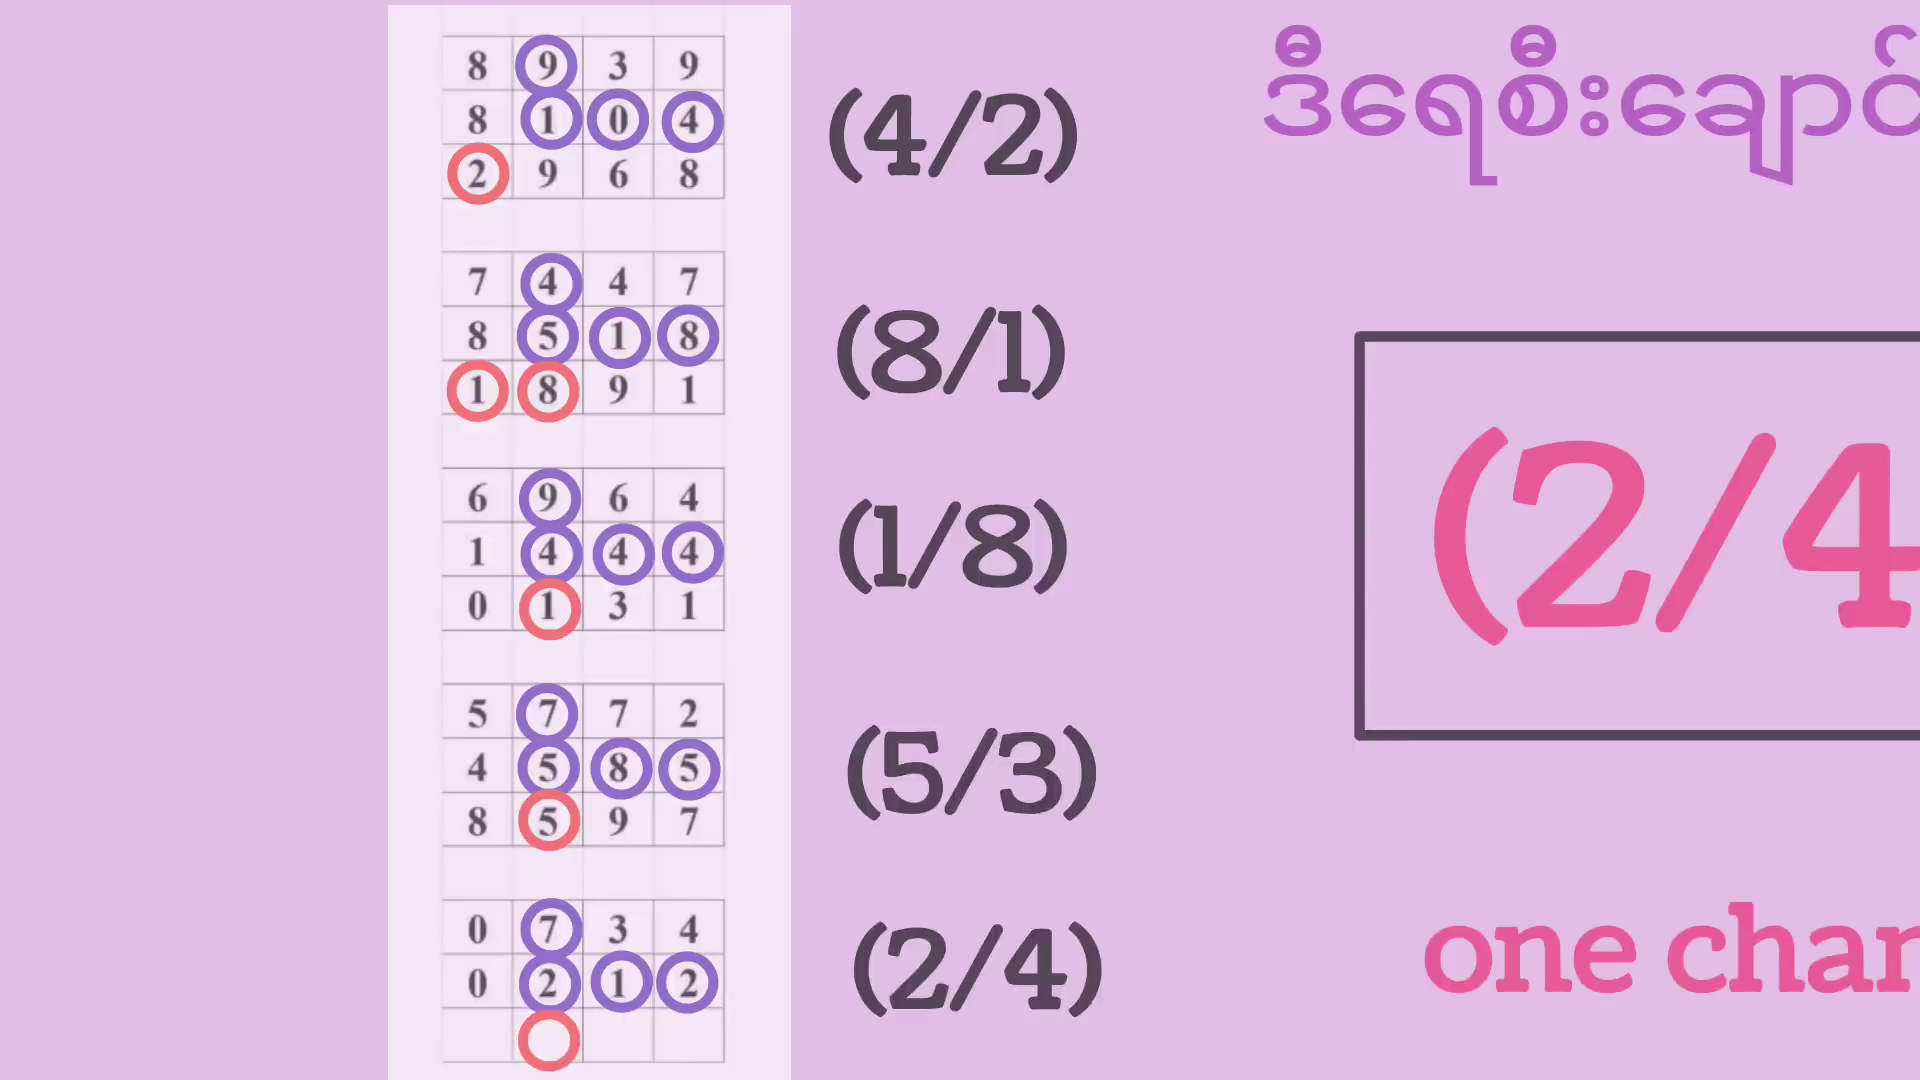 8 9 3 9
8 1 0 4
2 9 6 8
(4/2)
7 4 4 7
8 5 1 8
1 8 9 1
(8/1)
6 9 6 4
1 4 4 4
0 1 3 1
(1/8)
5 7 7 2
4 5 8 5
8 5 9 7
(5/3)
0 7 3 4
0 2 1 2
(2/4)
ဒီရေစီးချောင်
(2/4
one